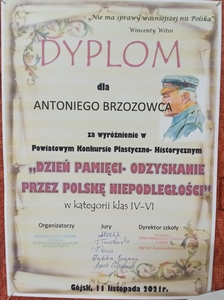 „Nie ma sprawy ważniejszej niż Polska"
Wincenty Witos
DYPLOM
dla
ANTONIEGO BRZOZOWCA
za wyróżnienie w
Powiatowym Konkursie Plastyczno- Historycznym
„DZIEŃ PAMIĘCI- ODZYSKANIE
PRZEZ POLSKĘ NIEPODLEGŁOŚCI"
w kategorii klas IV-VI
Organizatorzy
Jury
Dyrektor szkoły
Gójsk, 11 listopada 2021r.